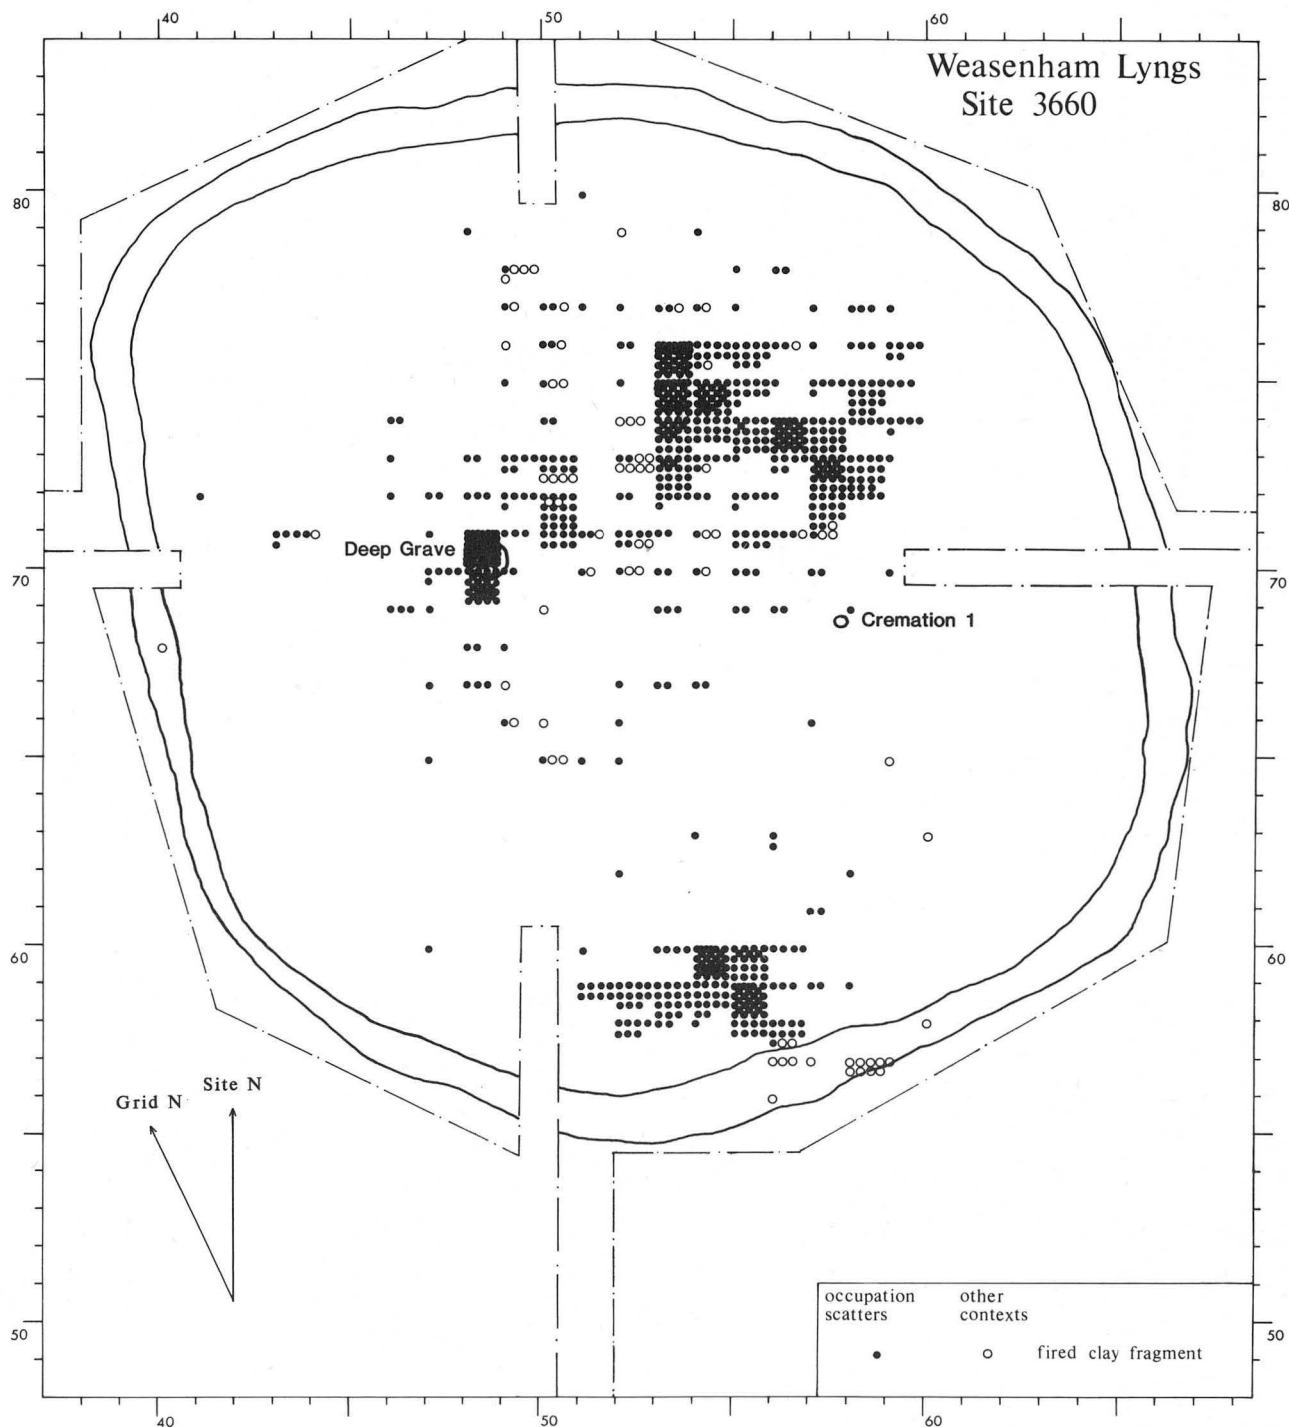 40 50 60
Weasenham Lyngs
Site 3660
80 80
Deep Grave
70 70
Cremation 1
60 60
Site N
Grid N
occupation scatters
other contexts
50 50
fired clay fragment
40 50 60